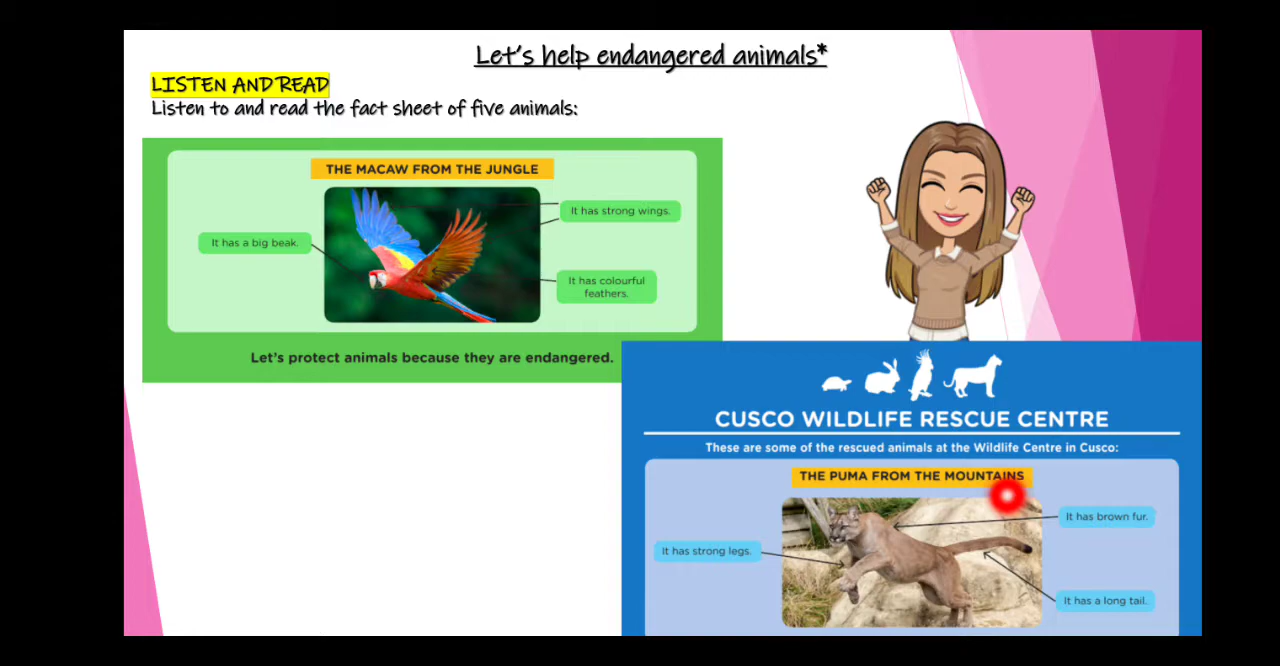 Let's help endangered animals*
LISTEN AND READ
Listen to and read the fact sheet of five animals:
THE MACAW FROM THE JUNGLE
It has strong wings.
It has a big beak.
It has colourful
feathers.
Let's protect animals because they are endangered.
CUSCO WILDLIFE RESCUE CENTRE
These are some of the rescued animals at the Wildlife Centre in Cusco:
THE PUMA FROM THE MOUNTAINS
It has brown fur.
It has strong legs.
It has a long tail.